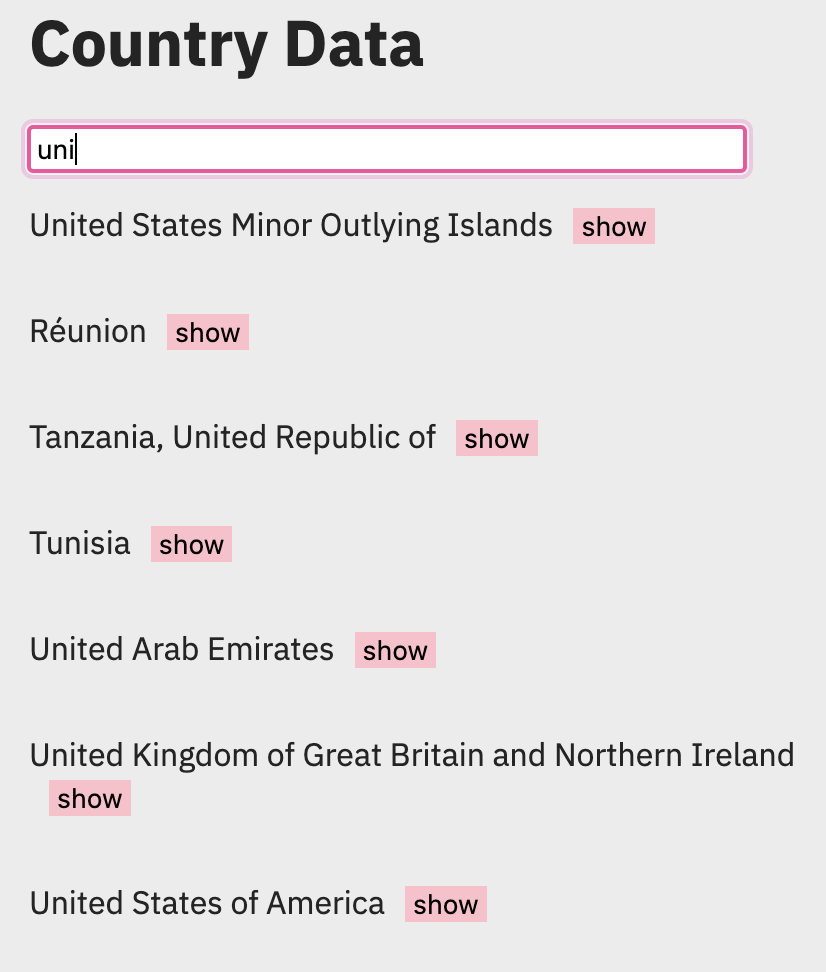 Country Data
uni
United States Minor Outlying Islands show
Réunion show
Tanzania, United Republic of show
Tunisia show
United Arab Emirates show
United Kingdom of Great Britain and Northern Ireland
show
United States of America show